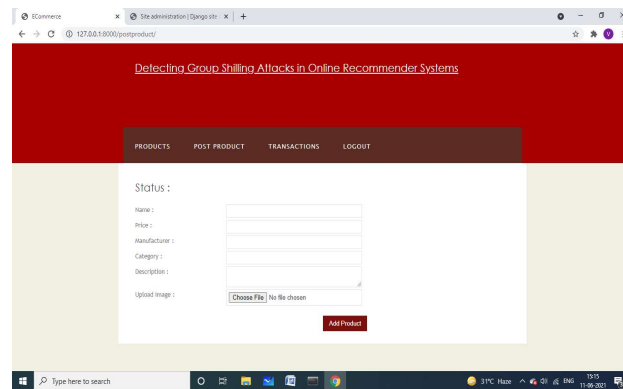 ECommerce
Site administration | Django site
127.0.0.1:8000/postproduct/
V
Detecting Group Shilling Attacks in Online Recommender Systems
PRODUCTS POST PRODUCT TRANSACTIONS LOGOUT
Status :
Name :
Price :
Manufacturer :
Category :
Description :
Upload Image :
Choose File No file chosen
Add Product
Type here to search
31°C Haze
ENG
15:15
11-06-2021